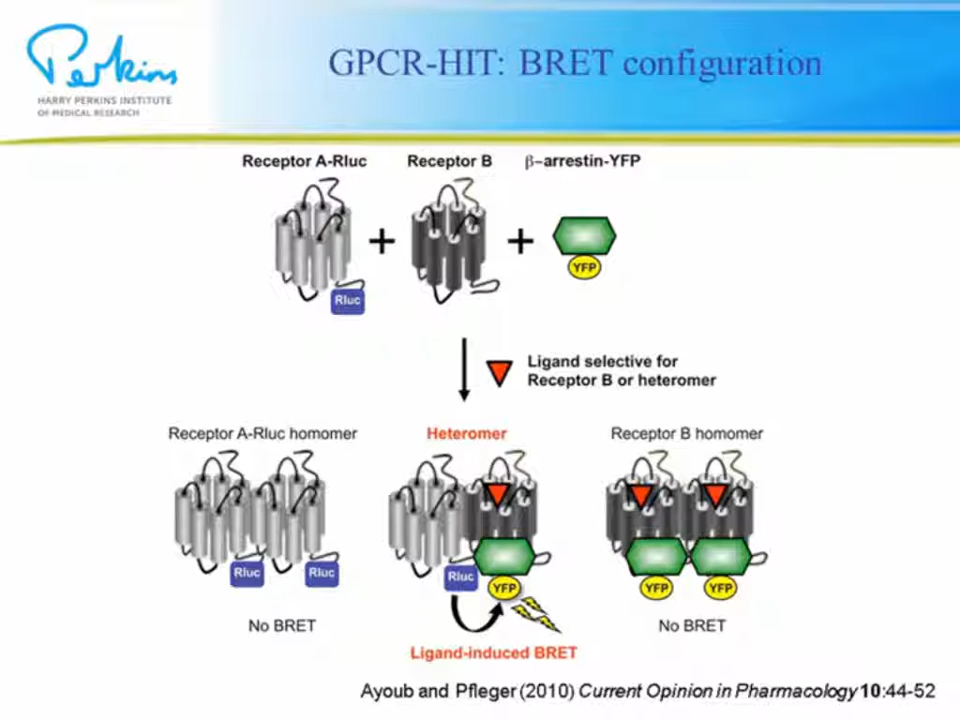 Perkins
HARRY PERKINS INSTITUTE
OF MEDICAL RESEARCH
GPCR-HIT: BRET configuration
Receptor A-Rluc Receptor B β–arrestin-YFP
+ +
YFP
Rluc
Ligand selective for
Receptor B or heteromer
Receptor A-Rluc homomer Heteromer Receptor B homomer
Rluc Rluc Rluc YFP YFP YFP
No BRET No BRET
Ligand-induced BRET
Ayoub and Pfleger (2010) Current Opinion in Pharmacology 10:44-52